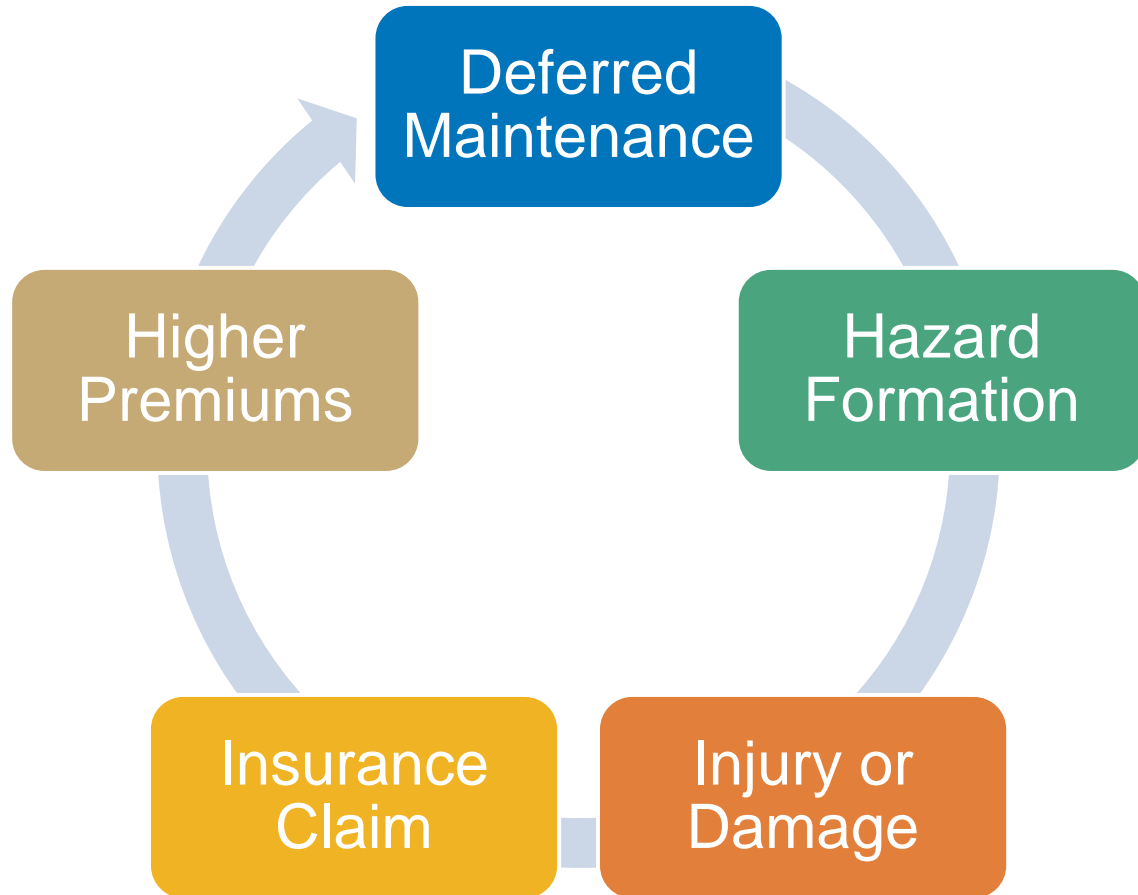 Deferred
Maintenance
Hazard
Formation
Injury or
Damage
Insurance
Claim
Higher
Premiums